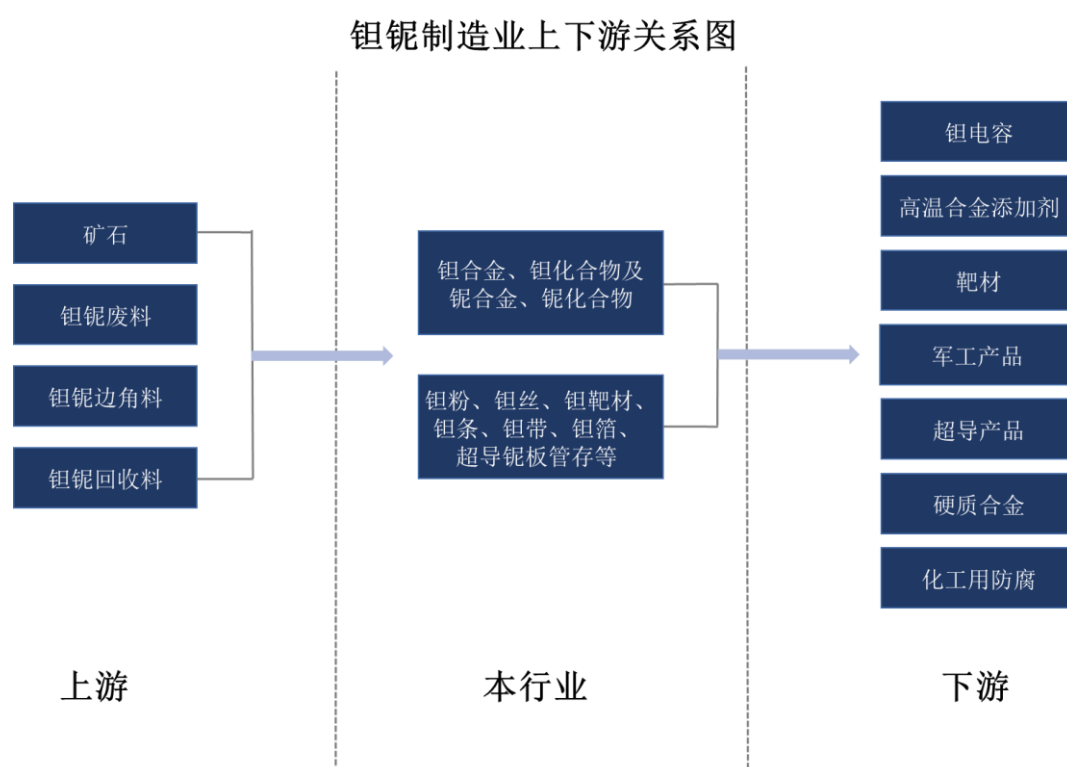 钽铌制造业上下游关系图
矿石
钽铌废料
钽铌边角料
钽铌回收料
钽合金、钽化合物及
铌合金、铌化合物
钽粉、钽丝、钽靶材、
钽条、钽带、钽箔、
超导铌板管存等
钽电容
高温合金添加剂
靶材
军工产品
超导产品
硬质合金
化工用防腐
上游
本行业
下游